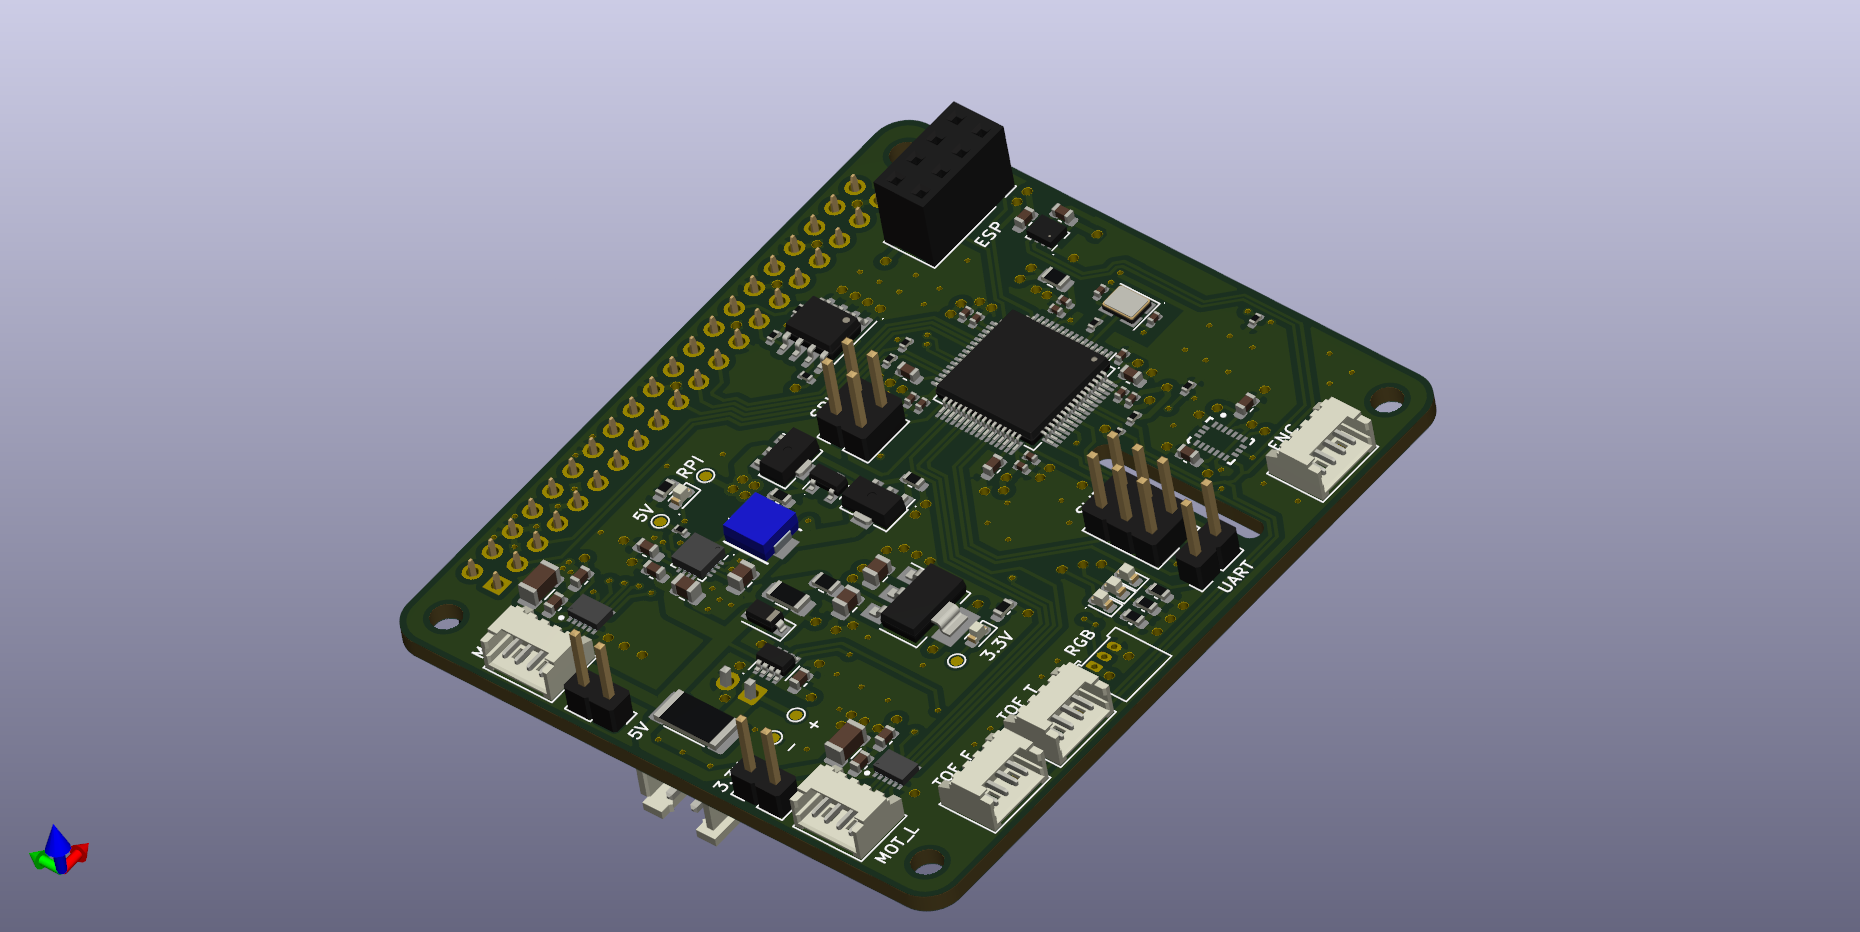 ESP
ENC
RPI
5V
UART
3.3V
RGB
TOF_T
TOF_F
5V
+
-
MOT_L